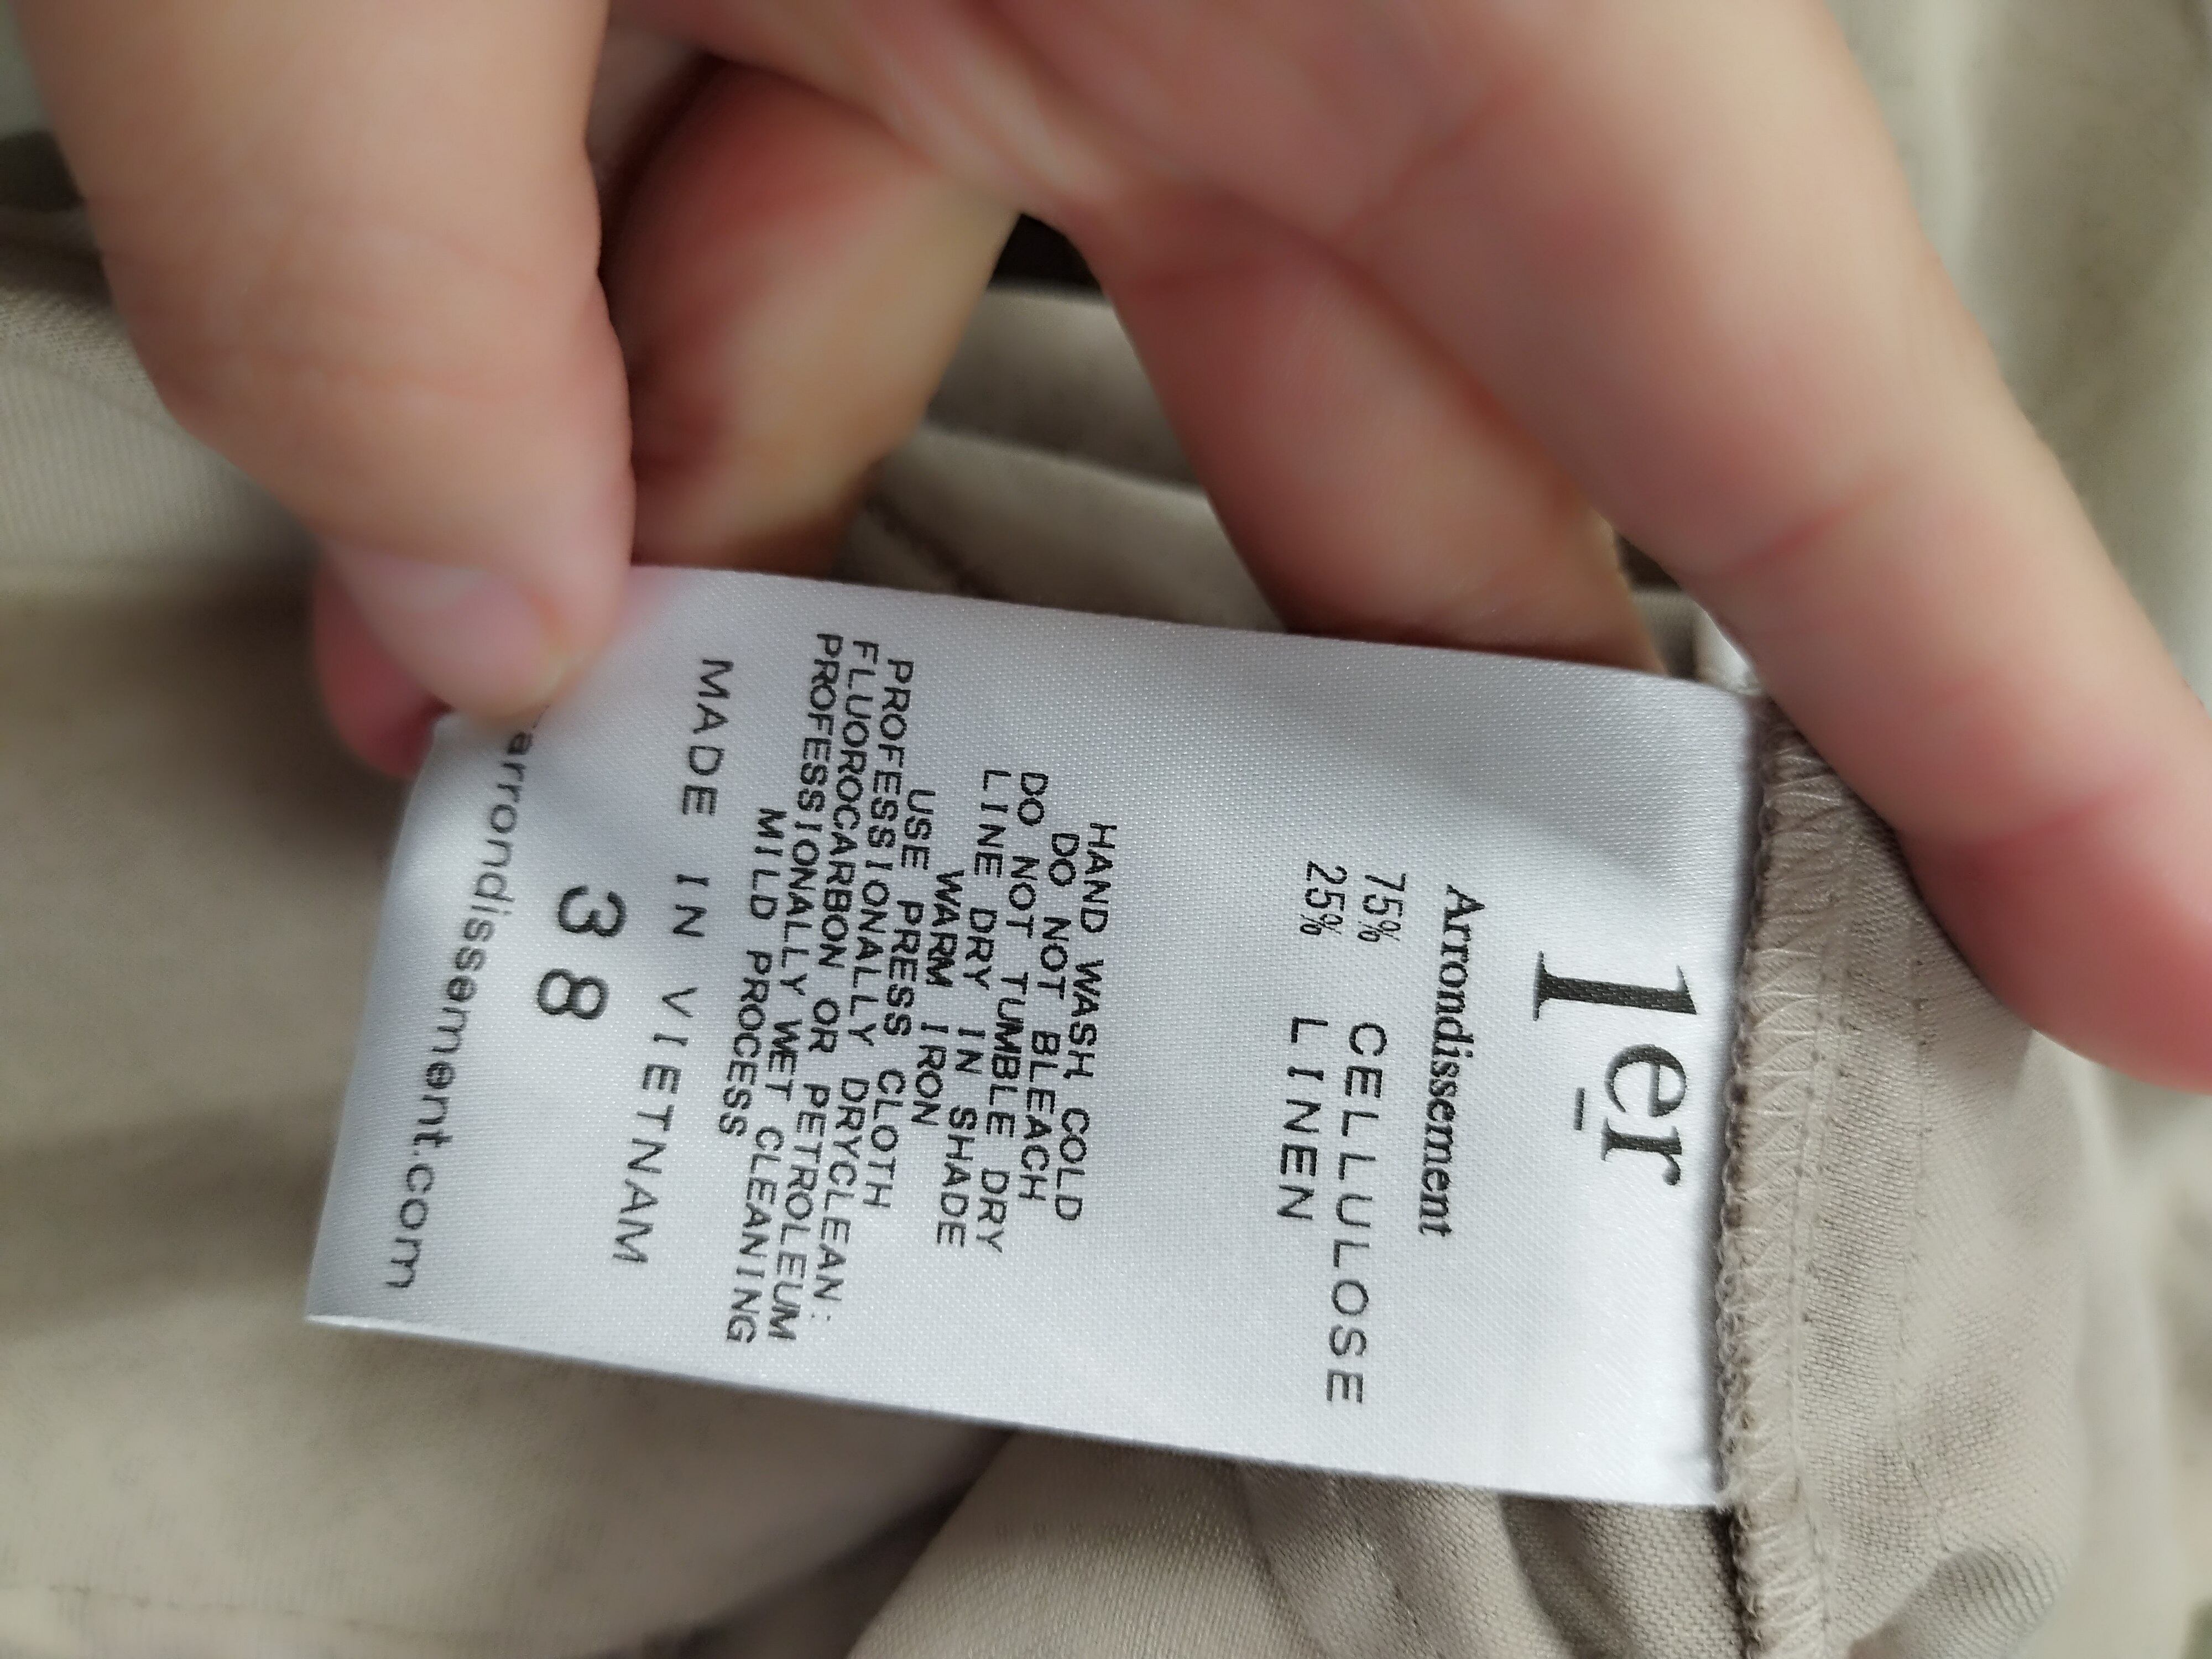 1er
Arrondissement
75% CELLULOSE
25% LINEN
HAND WASH COLD
DO NOT BLEACH
DO NOT TUMBLE DRY
LINE DRY IN SHADE
WARM IRON
USE PRESS CLOTH
PROFESSIONALLY DRYCLEAN:
FLUOROCARBON OR PETROLEUM
PROFESSIONALLY WET CLEANING
MILD PROCESS
MADE IN VIETNAM
38
arrondissement.com